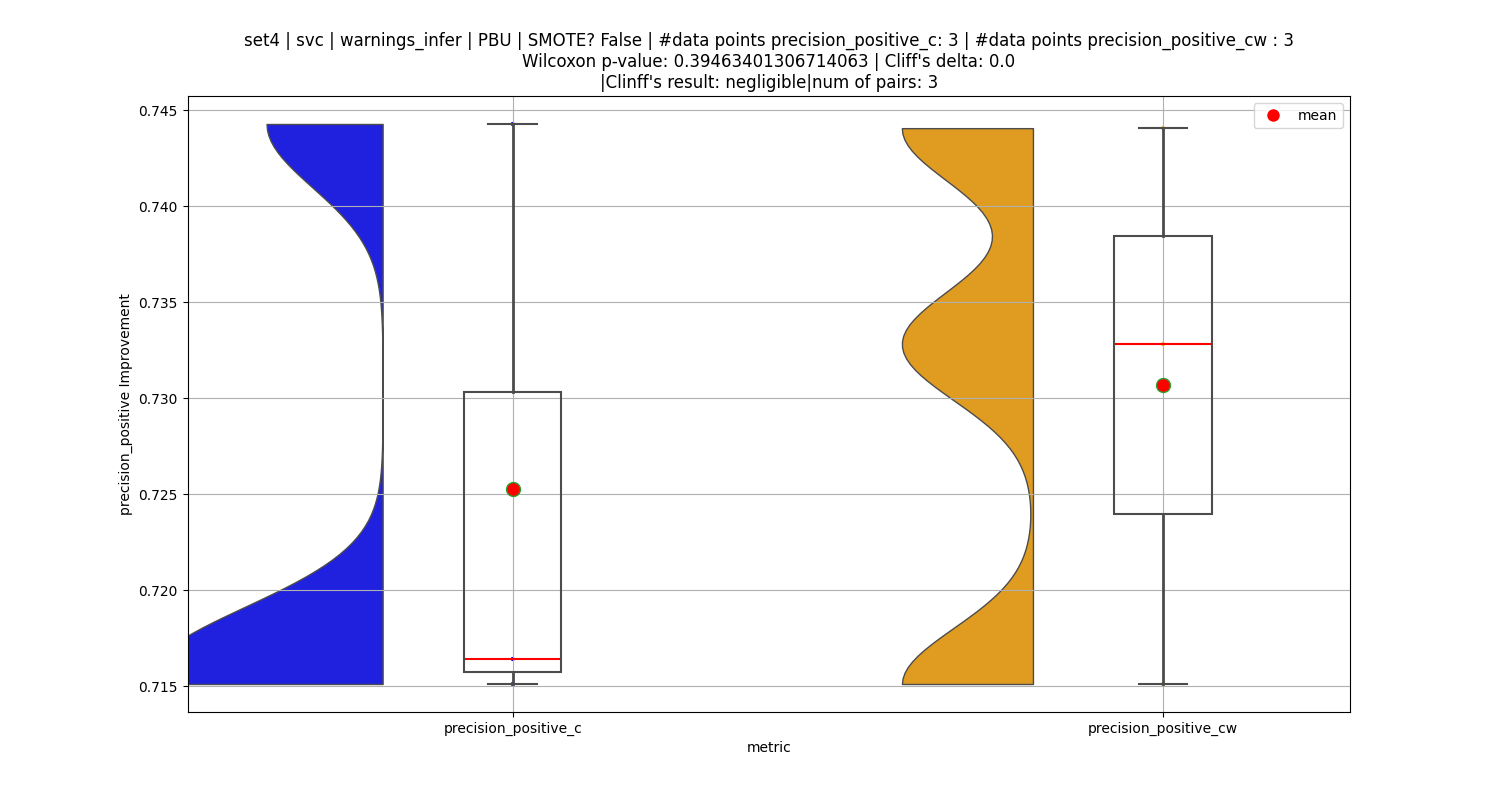 set4 | svc | warnings_infer | PBU | SMOTE? False | #data points precision_positive_c: 3 | #data points precision_positive_cw : 3
Wilcoxon p-value: 0.39463401306714063 | Cliff's delta: 0.0
|Clinff's result: negligible|num of pairs: 3
mean
0.745
0.740
0.735
0.730
0.725
0.720
0.715
precision_positive Improvement
precision_positive_c
precision_positive_cw
metric